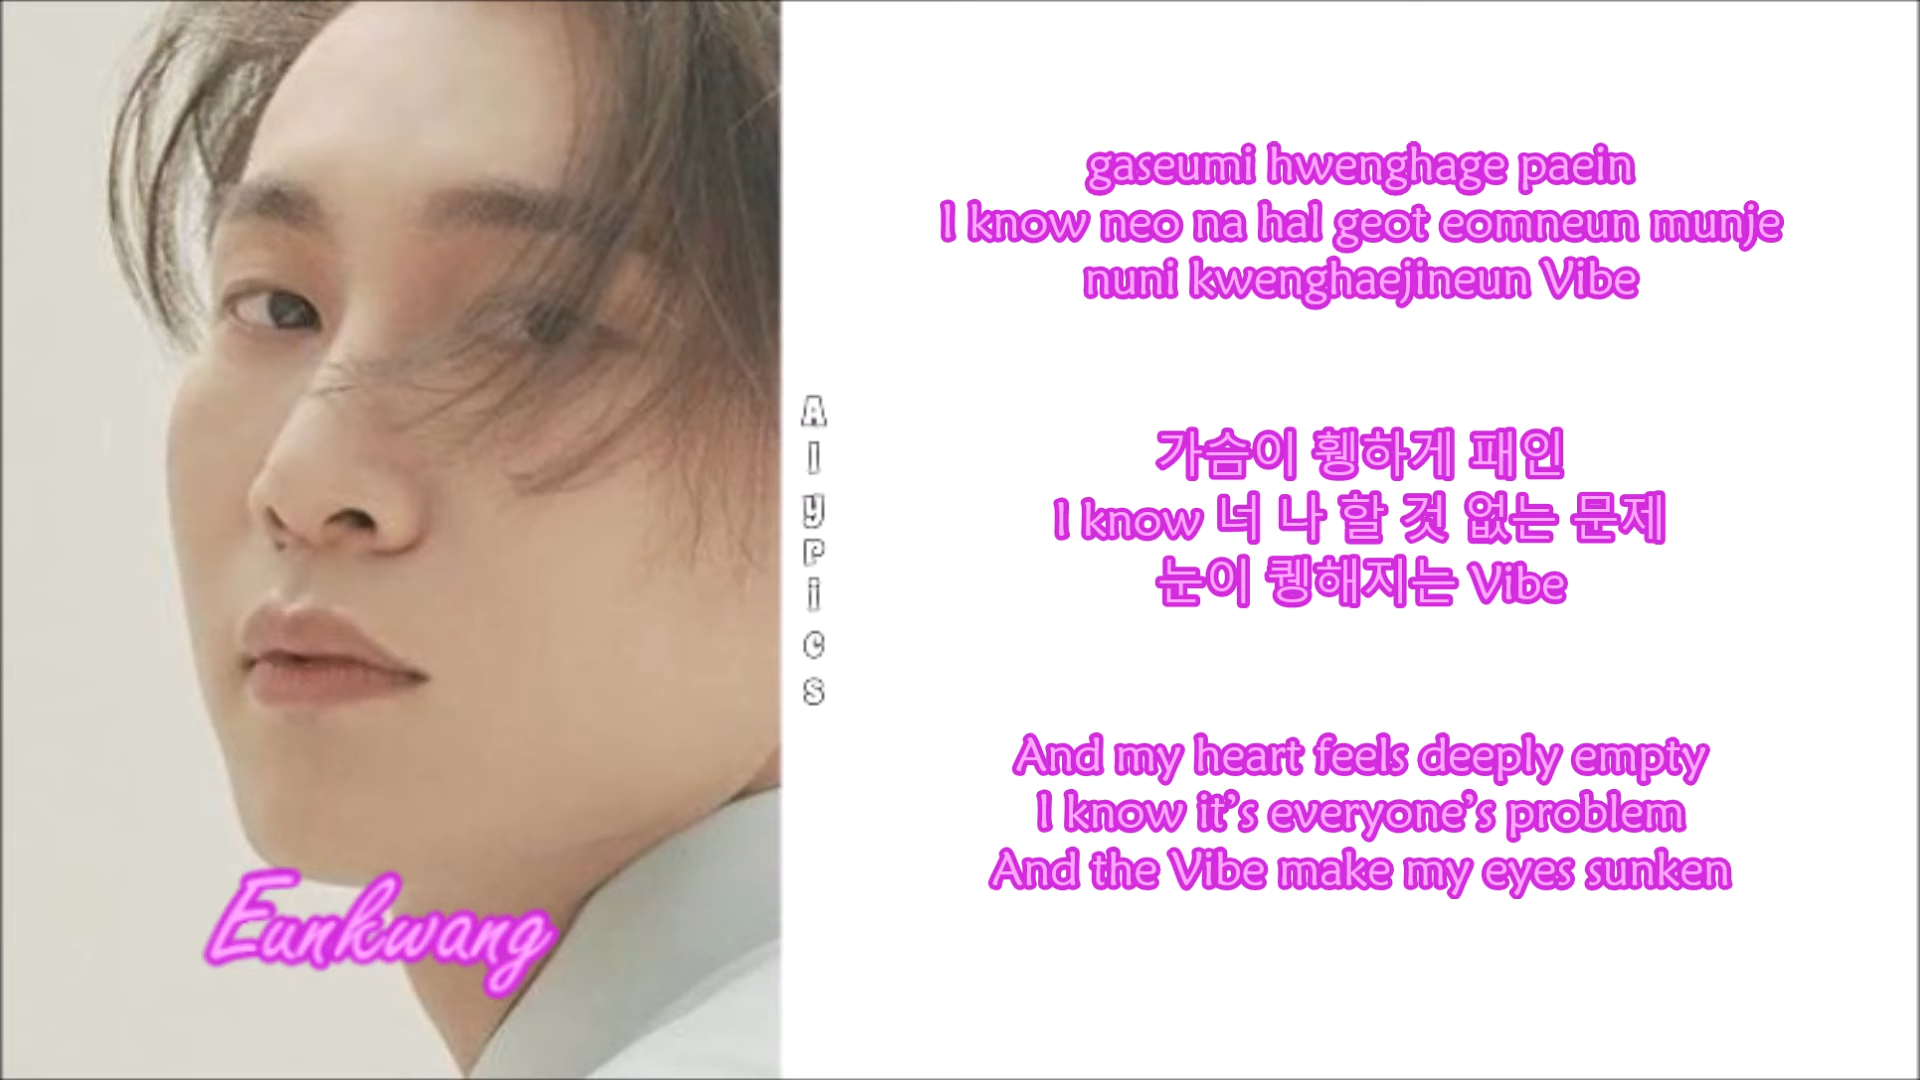 gaseumi hwenghage paein
I know neo na hal geot eomneun munje
nuni kwenghaejineun Vibe
가슴이 휑하게 패인
I know 너 나 할 것 없는 문제
눈이 퀭해지는 Vibe
And my heart feels deeply empty
I know it’s everyone’s problem
And the Vibe make my eyes sunken
Eunkwang
Alyrics